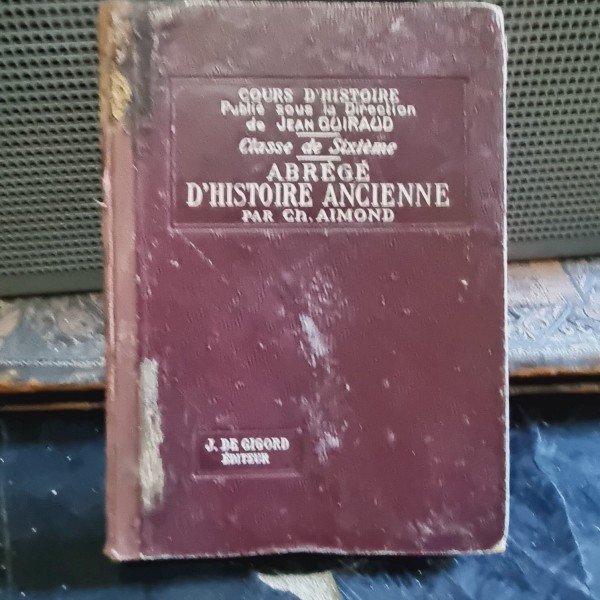 COURS D'HISTOIRE
Publié sous la Direction
de JEAN GUIRAUD
Classe de Sixième
ABRÉGÉ
D'HISTOIRE ANCIENNE
PAR Ch. AIMOND
J. DE GIGORD
ÉDITEUR